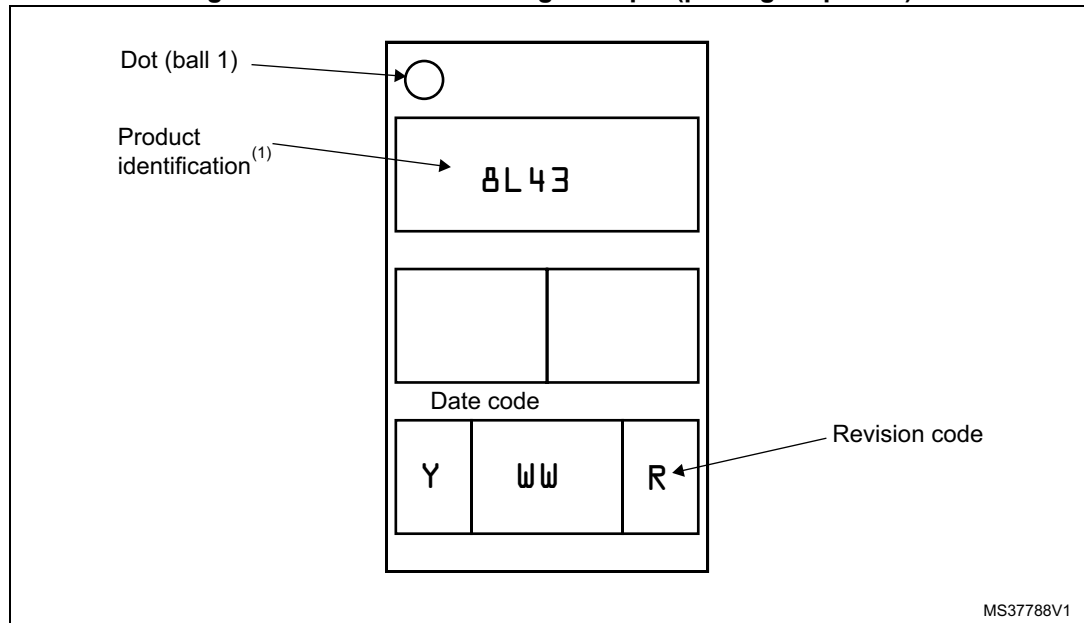 Dot (ball 1)
Product
identification(1)
8L43
Date code
Y WW R
Revision code
MS37788V1